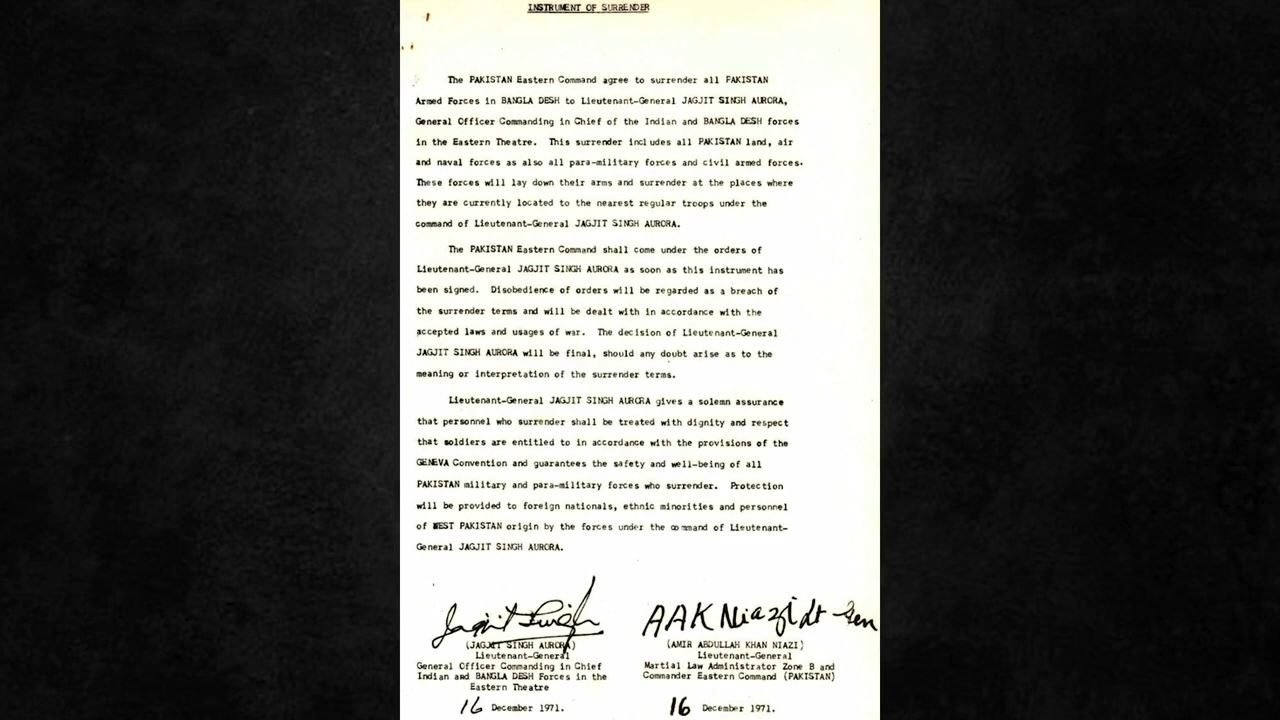 INSTRUMENT OF SURRENDER
The PAKISTAN Eastern Command agree to surrender all PAKISTAN
Armed Forces in BANGLA DESH to Lieutenant-General JAGJIT SINGH AURORA,
General Officer Commanding in Chief of the Indian and BANGLA DESH forces
in the Eastern Theatre. This surrender includes all PAKISTAN land, air
and naval forces as also all para-military forces and civil armed forces.
These forces will lay down their arms and surrender at the places where
they are currently located to the nearest regular troops under the
command of Lieutenant-General JAGJIT SINGH AURORA.
The PAKISTAN Eastern Command shall come under the orders of
Lieutenant-General JAGJIT SINGH AURORA as soon as this instrument has
been signed. Disobedience of orders will be regarded as a breach of
the surrender terms and will be dealt with in accordance with the
accepted laws and usages of war. The decision of Lieutenant-General
JAGJIT SINGH AURORA will be final, should any doubt arise as to the
meaning or interpretation of the surrender terms.
Lieutenant-General JAGJIT SINGH AURORA gives a solemn assurance
that personnel who surrender shall be treated with dignity and respect
that soldiers are entitled to in accordance with the provisions of the
GENEVA Convention and guarantees the safety and well-being of all
PAKISTAN military and para-military forces who surrender. Protection
will be provided to foreign nationals, ethnic minorities and personnel
of WEST PAKISTAN origin by the forces under the command of Lieutenant-
General JAGJIT SINGH AURORA.
Jagjit Singh
(JAGJIT SINGH AURORA)
Lieutenant-General
General Officer Commanding in Chief
Indian and BANGLA DESH Forces in the
Eastern Theatre
16 December 1971.
AAK Niazi Lt Gen
(AMIR ABDULLAH KHAN NIAZI)
Lieutenant-General
Martial Law Administrator Zone B and
Commander Eastern Command (PAKISTAN)
16 December 1971.